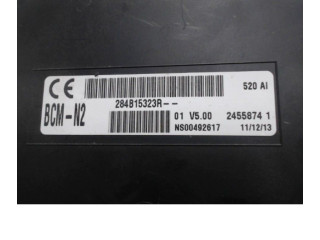 CE
520 AI
BCM-N2
284B15323R--
01 V5.00 2455874 1
NS00492617 11/12/13